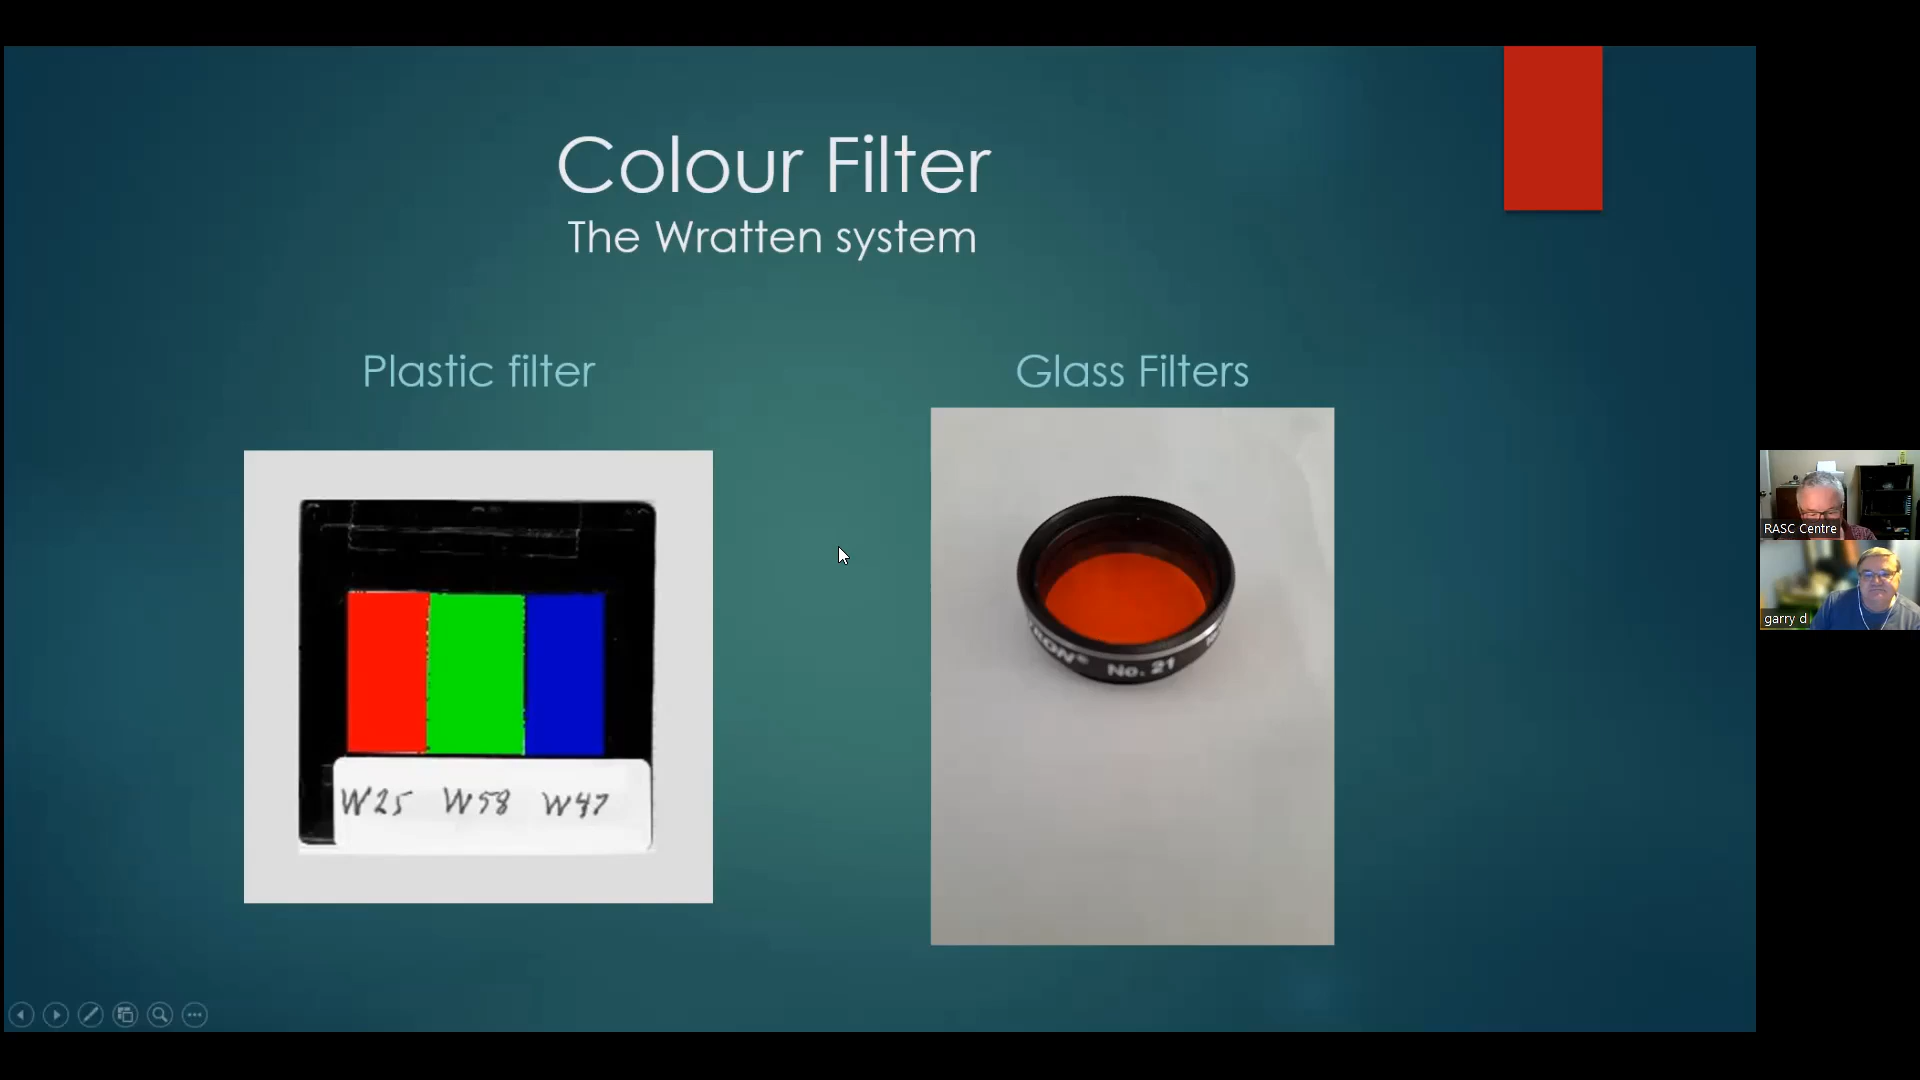 Colour Filter
The Wratten system
Plastic filter
Glass Filters
W25 W58 W47
No. 21
RASC Centre
garry d